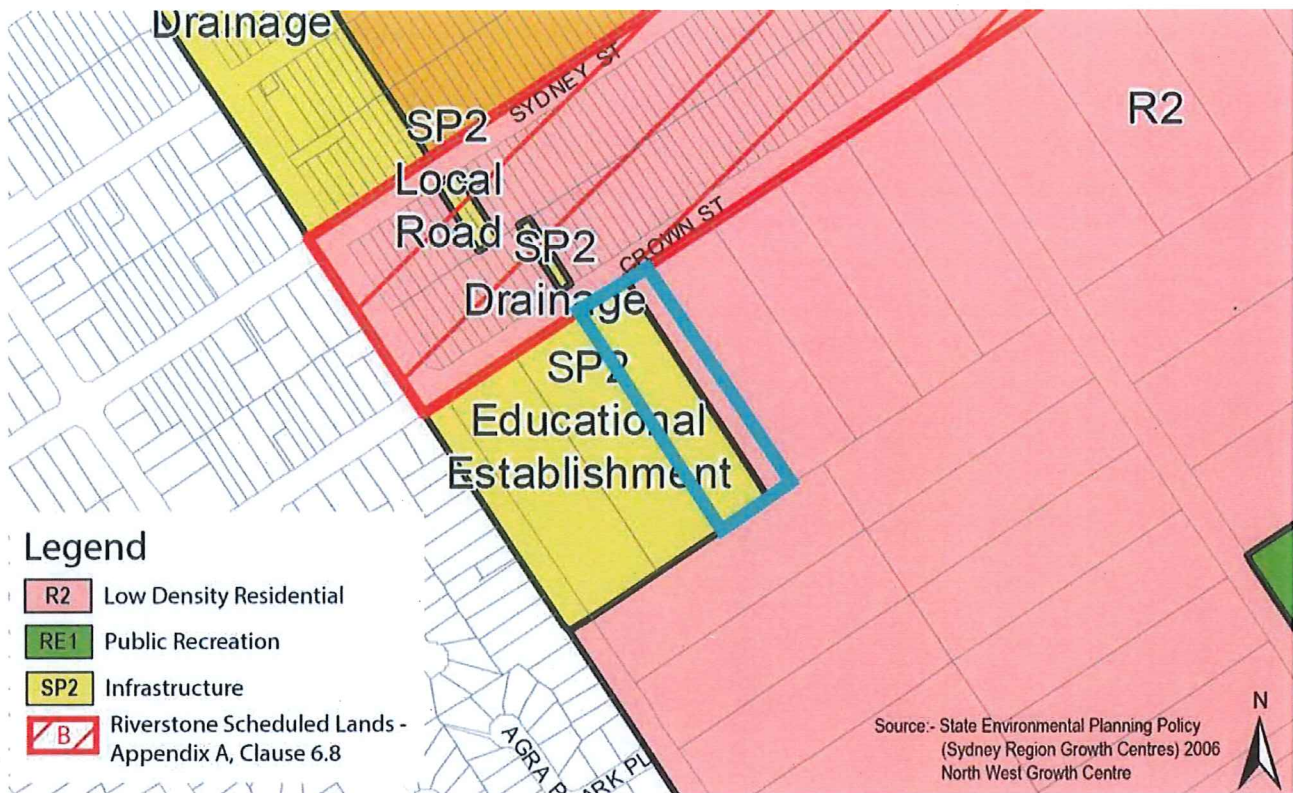 Drainage
SYDNEY ST
SP2
Local
Road
SP2
Drainage
CROWN ST
R2
SP2
Educational
Establishment
Legend
R2 Low Density Residential
RE1 Public Recreation
SP2 Infrastructure
B Riverstone Scheduled Lands -
Appendix A, Clause 6.8
AGRA P
ARK PL
Source:- State Environmental Planning Policy
(Sydney Region Growth Centres) 2006
North West Growth Centre
N